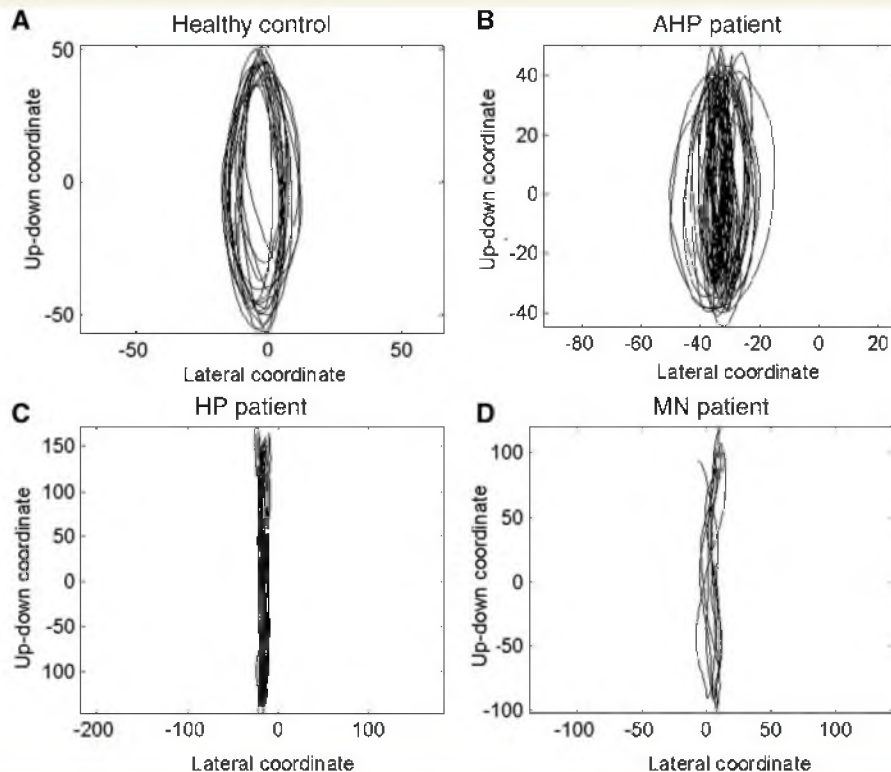 A
Healthy control
Up-down coordinate
50
0
-50
-50
0
50
Lateral coordinate
B
AHP patient
Up-down coordinate
40
20
0
-20
-40
-80
-60
-40
-20
0
20
Lateral coordinate
C
HP patient
Up-down coordinate
150
100
50
0
-50
100
-200
-100
0
100
Lateral coordinate
D
MN patient
Up-down coordinate
100
50
0
-50
-100
-100
-50
0
50
100
Lateral coordinate